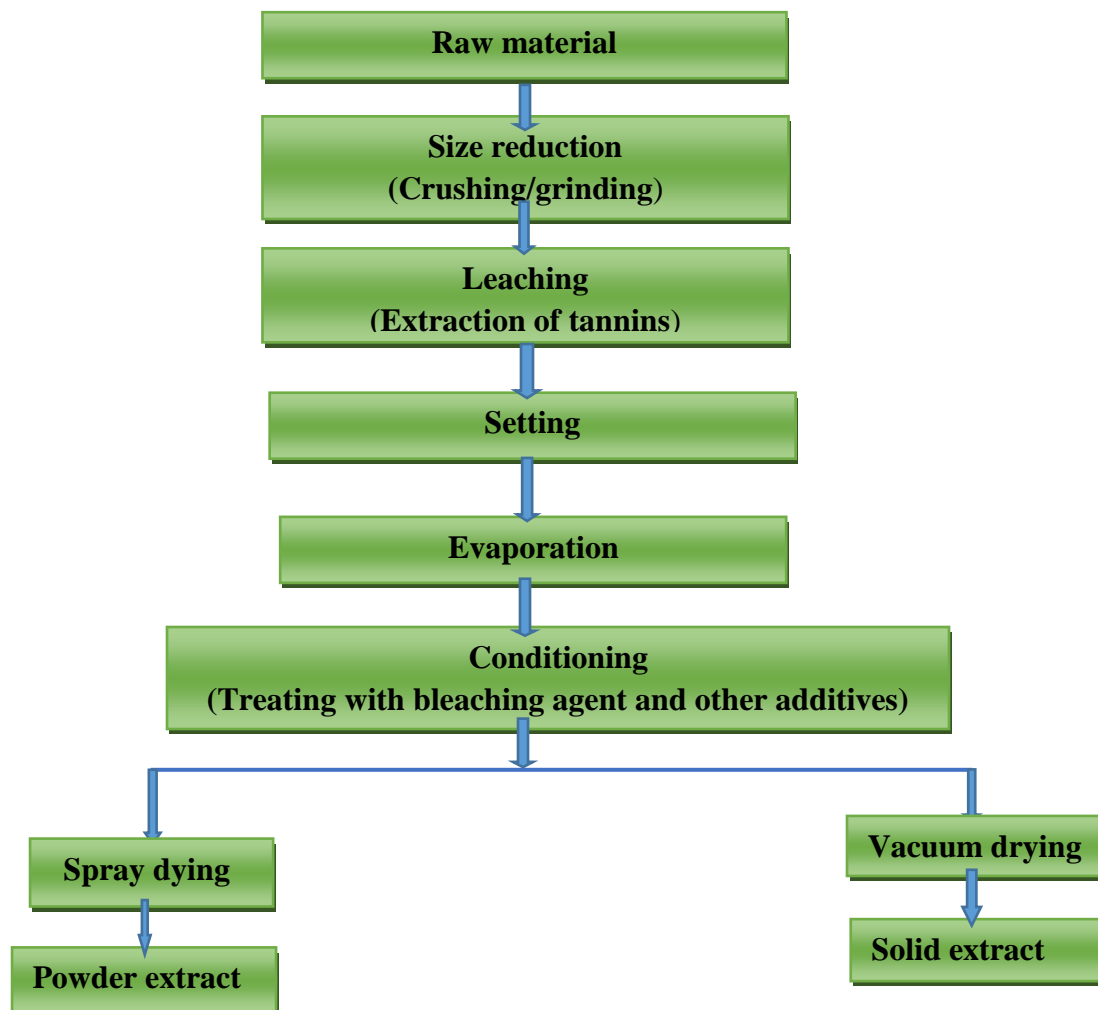 Raw material
Size reduction
(Crushing/grinding)
Leaching
(Extraction of tannins)
Setting
Evaporation
Conditioning
(Treating with bleaching agent and other additives)
Spray dying
Vacuum drying
Powder extract
Solid extract